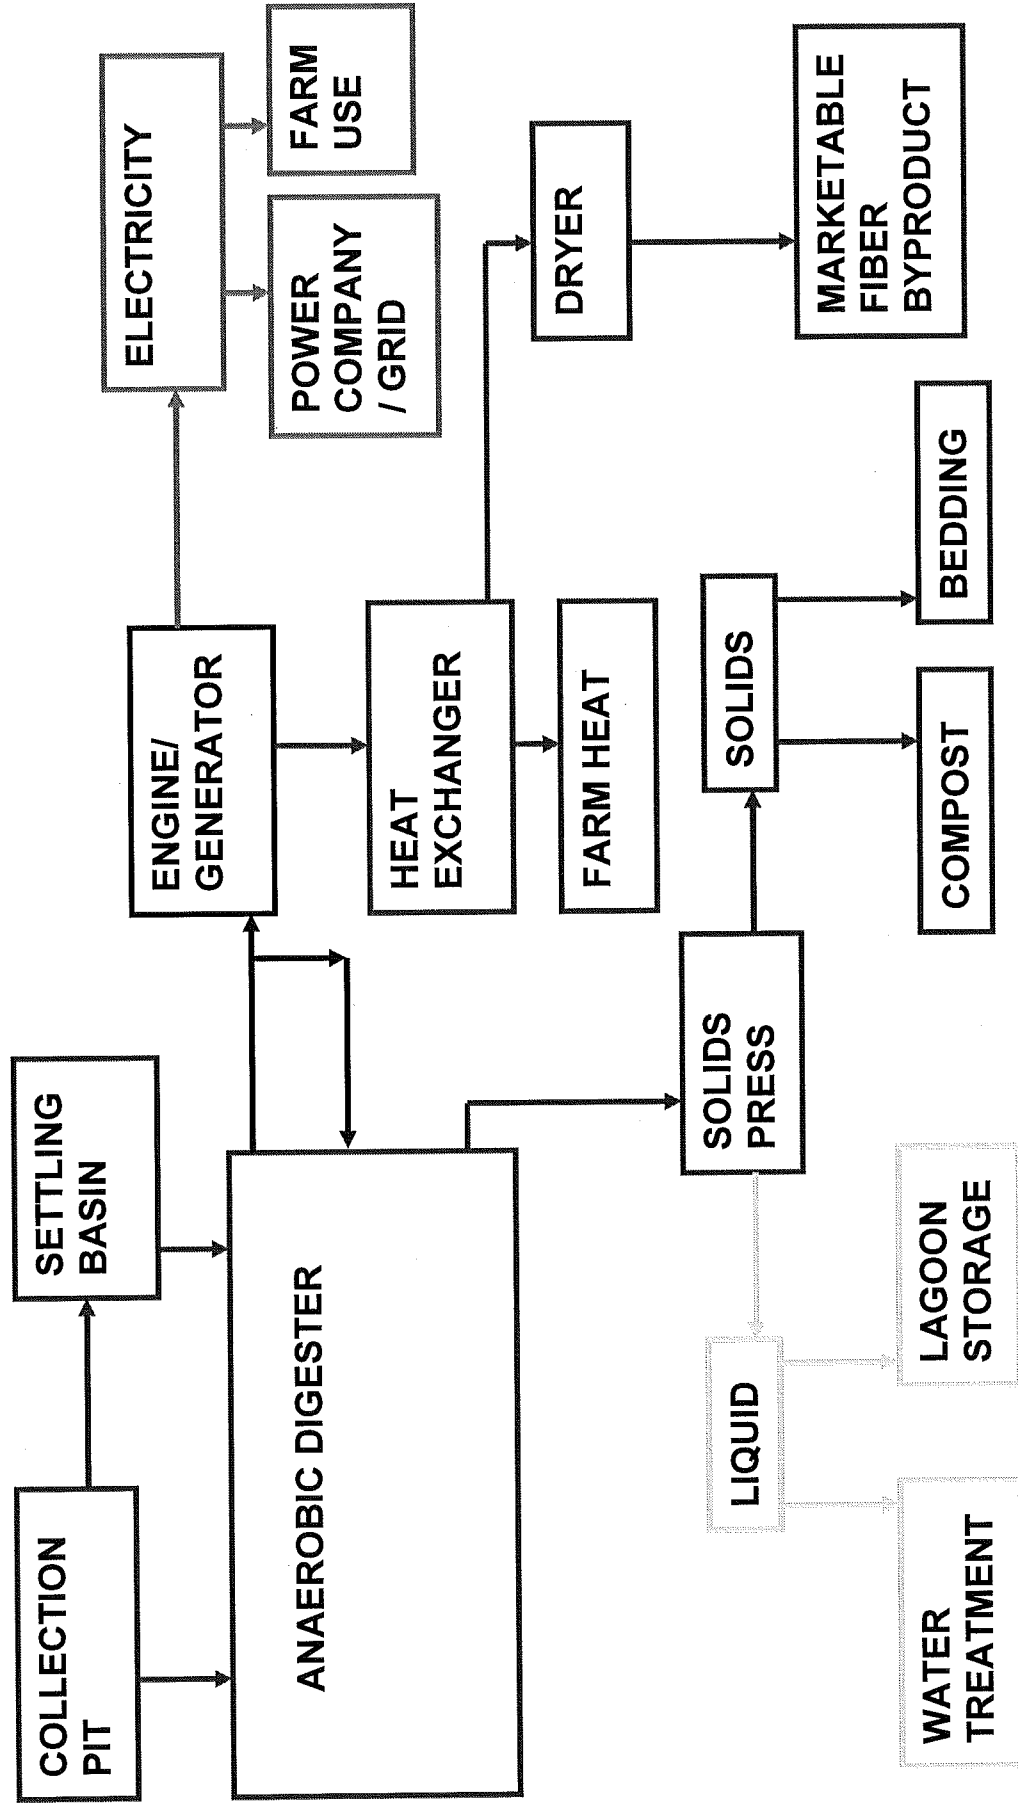 COLLECTION
PIT
SETTLING
BASIN
ENGINE/
GENERATOR
ELECTRICITY
POWER
COMPANY
/ GRID
FARM
USE
ANAEROBIC DIGESTER
HEAT
EXCHANGER
FARM HEAT
DRYER
MARKETABLE
FIBER
BYPRODUCT
SOLIDS
PRESS
SOLIDS
COMPOST
BEDDING
LIQUID
WATER
TREATMENT
LAGOON
STORAGE